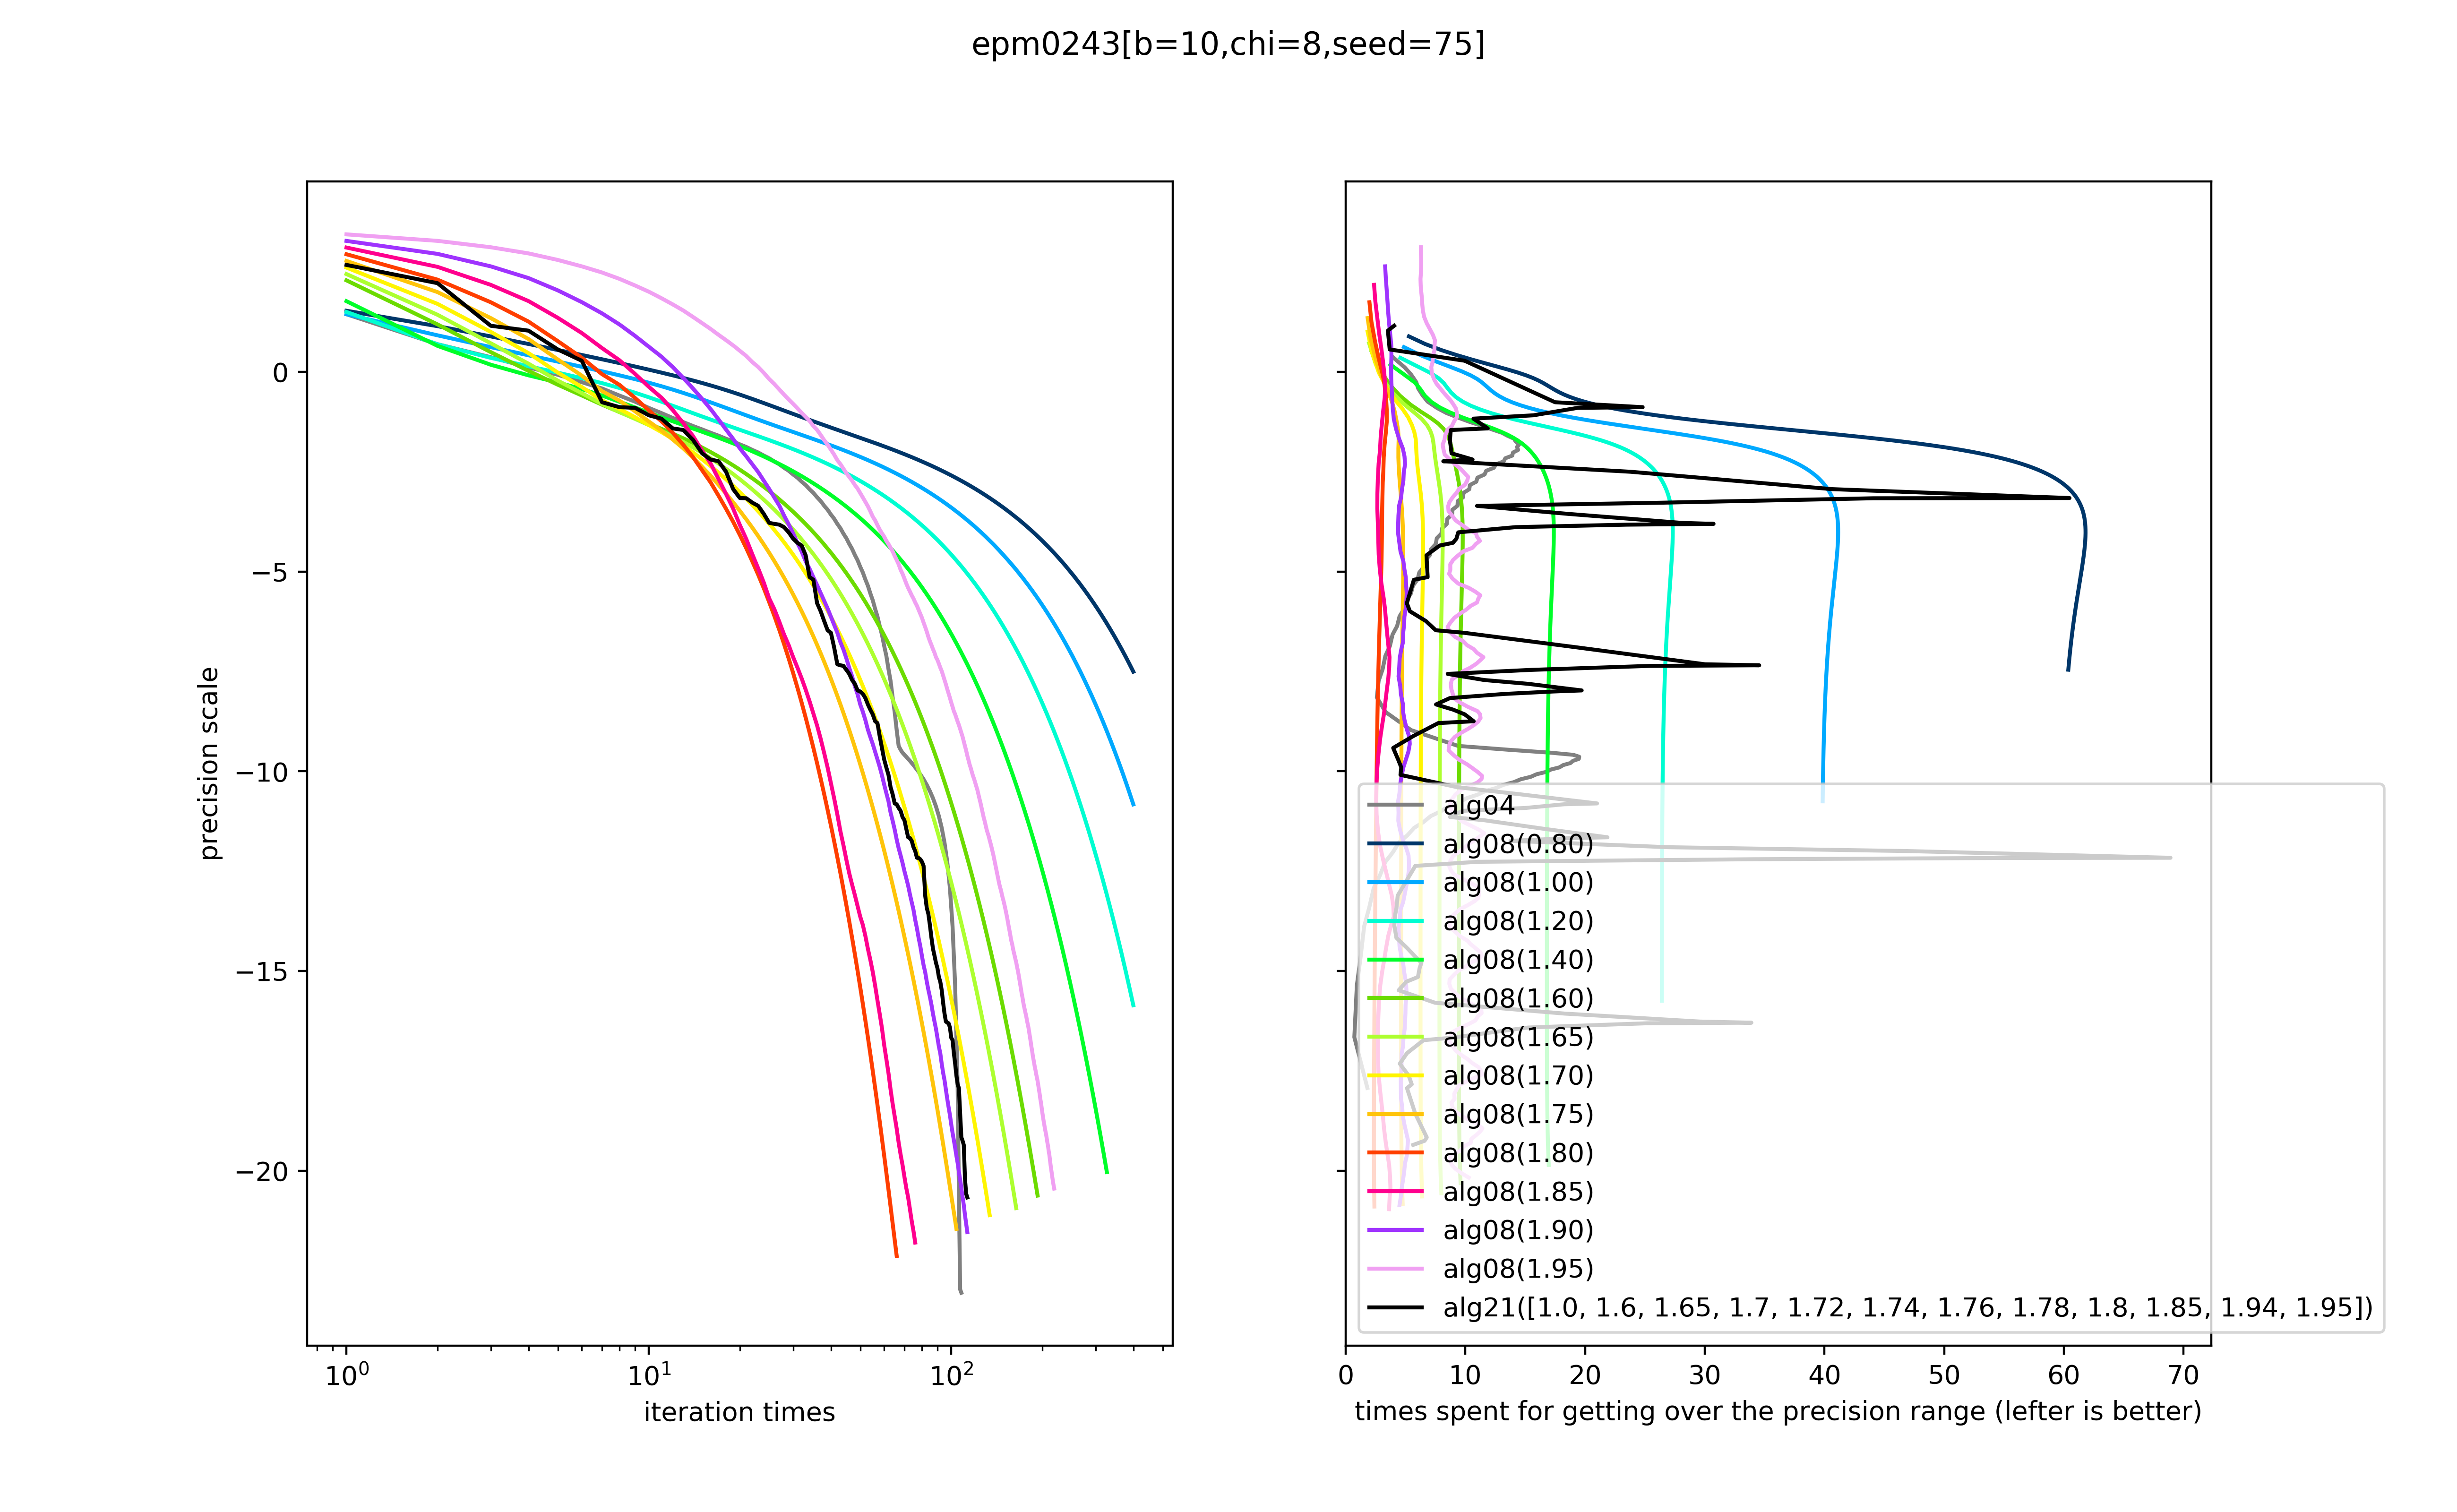 epm0243[b=10,chi=8,seed=75]
precision scale
0
−5
−10
−15
−20
10⁰
10¹
10²
iteration times
alg04
alg08(0.80)
alg08(1.00)
alg08(1.20)
alg08(1.40)
alg08(1.60)
alg08(1.65)
alg08(1.70)
alg08(1.75)
alg08(1.80)
alg08(1.85)
alg08(1.90)
alg08(1.95)
alg21([1.0, 1.6, 1.65, 1.7, 1.72, 1.74, 1.76, 1.78, 1.8, 1.85, 1.94, 1.95])
0 10 20 30 40 50 60 70
times spent for getting over the precision range (lefter is better)